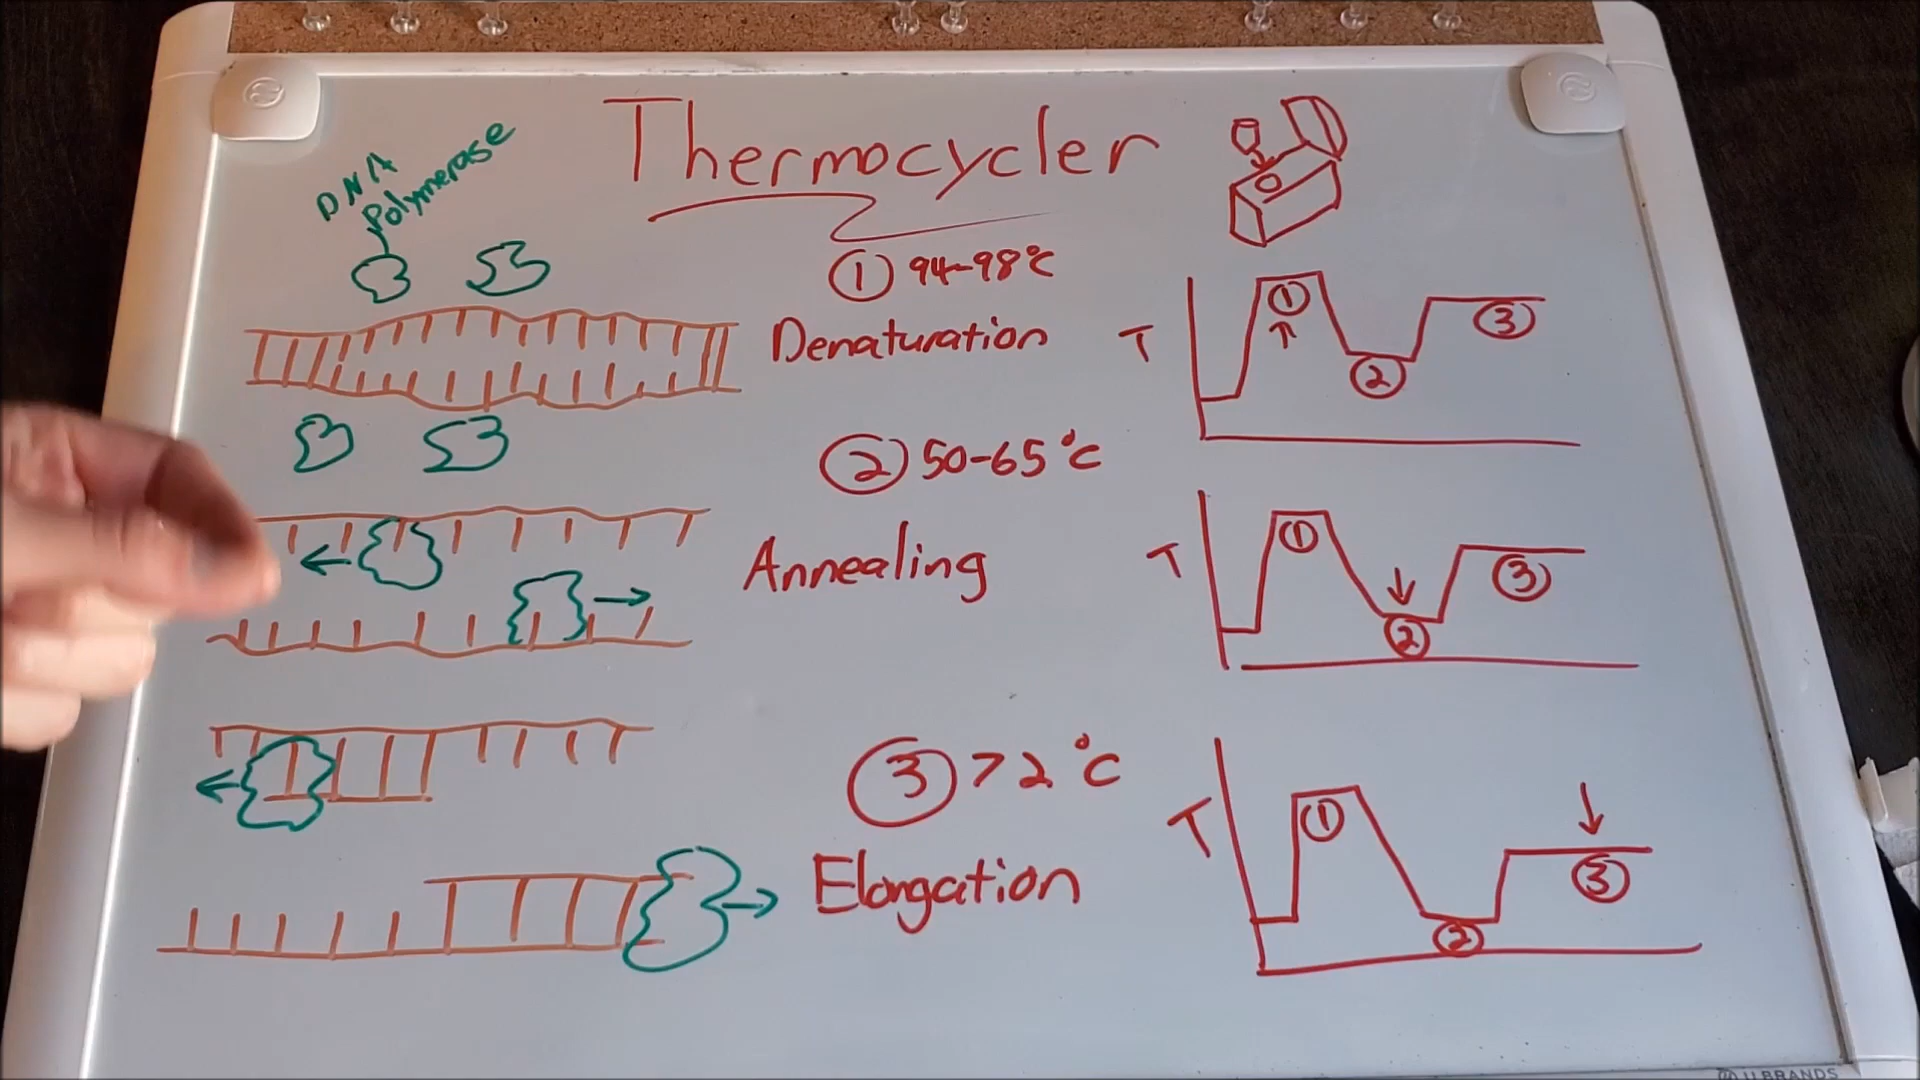 Thermocycler
DNA
Polymerase
① 94-98°C
Denaturation
T
①
②
③
② 50-65°C
Annealing
T
①
②
③
③ 72°C
Elongation
T
①
②
③
U BRANDS